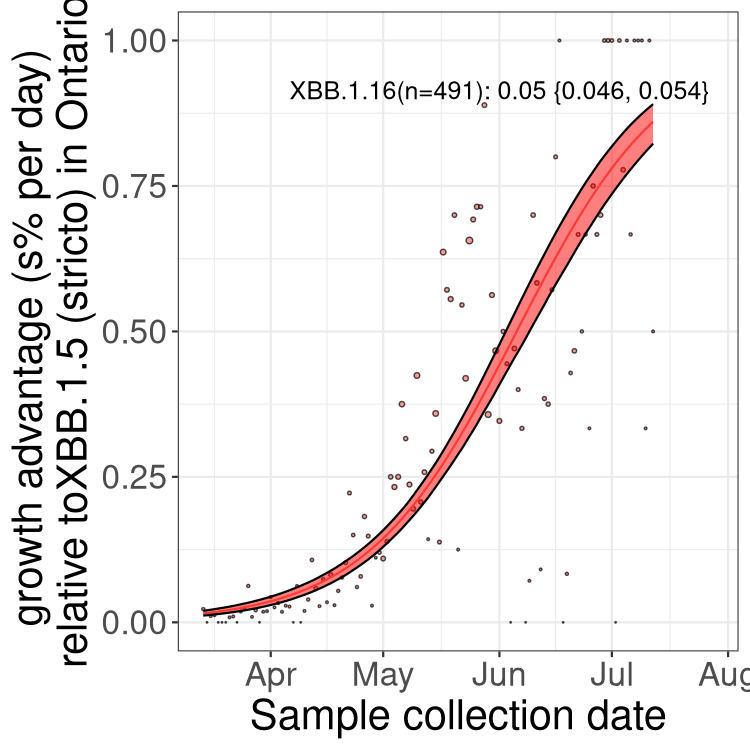 growth advantage (s% per day)
relative toXBB.1.5 (stricto) in Ontario
1.00
0.75
0.50
0.25
0.00
XBB.1.16(n=491): 0.05 {0.046, 0.054}
Apr
May
Jun
Jul
Aug
Sample collection date